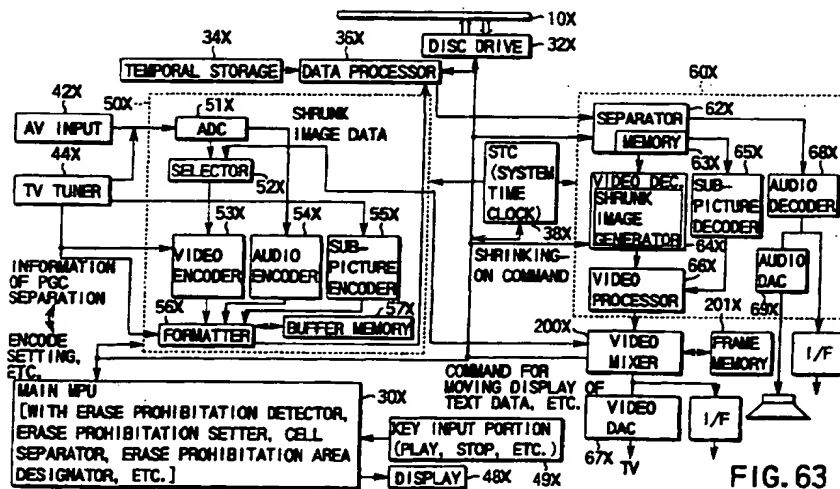 10X
34X
36X
DISC DRIVE
32X
TEMPORAL STORAGE
DATA PROCESSOR
60X
42X
50X
51X
SHRUNK
IMAGE DATA
AV INPUT
ADC
44X
SELECTOR
52X
TV TUNER
53X
54X
55X
VIDEO
ENCODER
AUDIO
ENCODER
SUB-
PICTURE
ENCODER
INFORMATION
OF PGC
SEPARATION
56X
57X
FORMATTER
BUFFER MEMORY
ENCODE
SETTING,
ETC.
STC
(SYSTEM
TIME
CLOCK)
38X
SHRINKING-
ON COMMAND
SEPARATOR
62X
MEMORY
63X
65X
68X
VIDEO DEC.
SHRUNK
IMAGE
GENERATOR
64X
SUB-
PICTURE
DECODER
AUDIO
DECODER
VIDEO
PROCESSOR
66X
AUDIO
DAC
69X
200X
201X
VIDEO
MIXER
FRAME
MEMORY
I/F
MAIN MPU
30X
[WITH ERASE PROHIBITATION DETECTOR,
ERASE PROHIBITATION SETTER, CELL
SEPARATOR, ERASE PROHIBITATION AREA
DESIGNATOR, ETC.]
COMMAND FOR
MOVING DISPLAY OF
TEXT DATA, ETC.
KEY INPUT PORTION
(PLAY, STOP, ETC.)
49X
DISPLAY
48X
VIDEO
DAC
67X
I/F
TV
FIG. 63